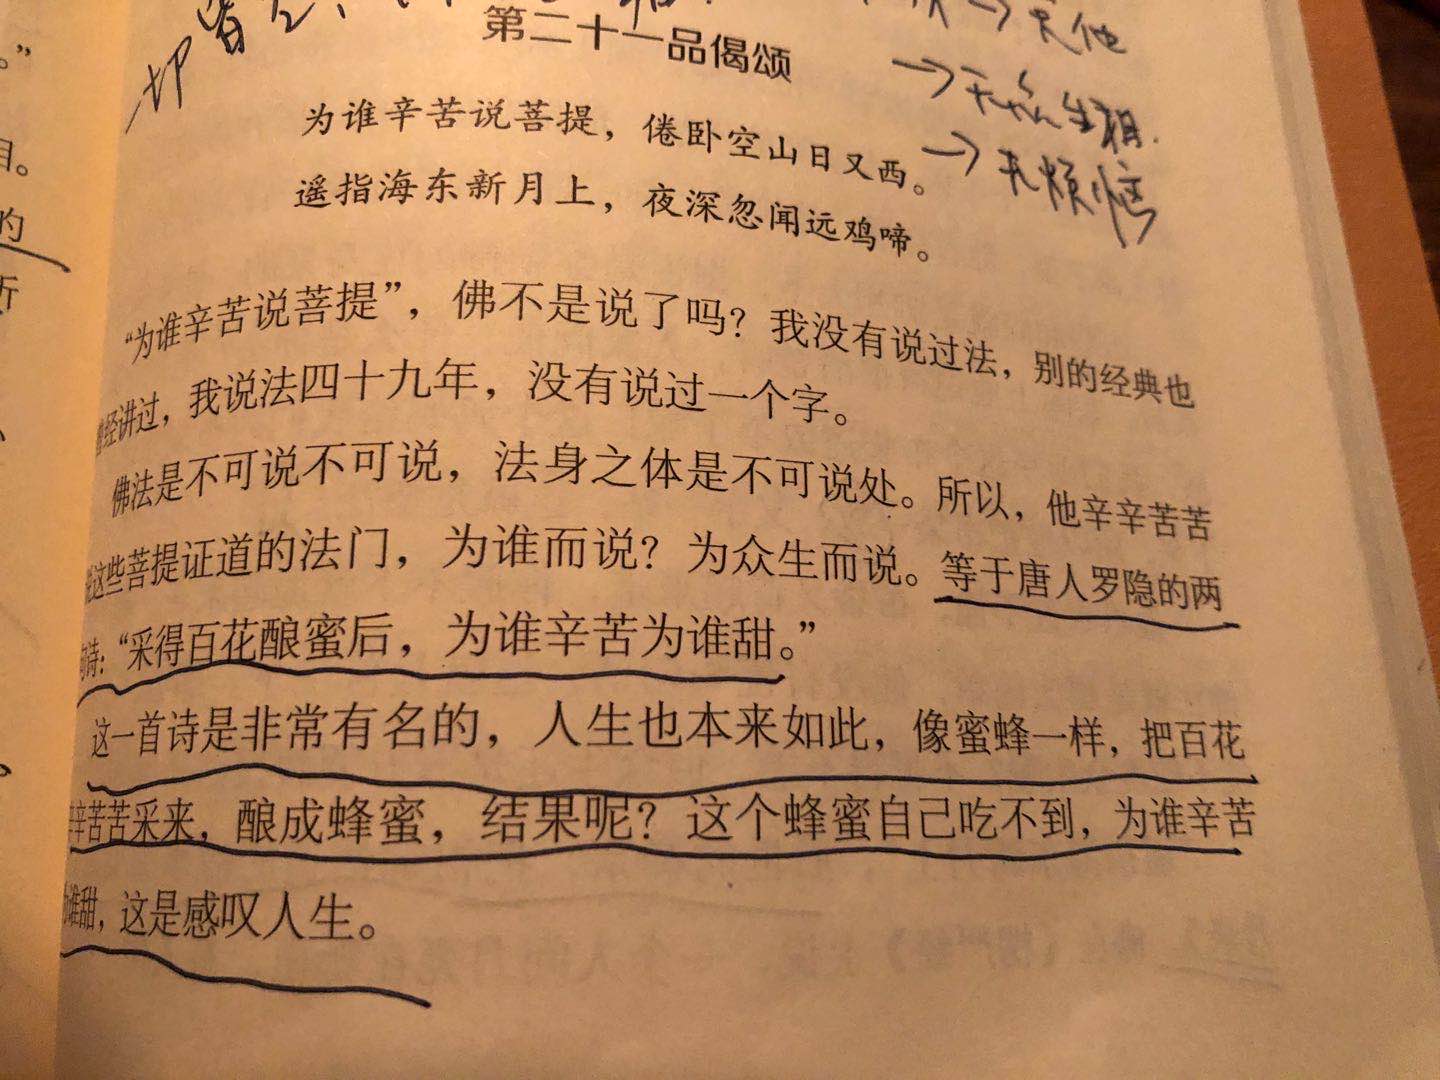 一切皆
第二十一品偈颂
→无他
→无众生相.
→无烦恼
为谁辛苦说菩提，倦卧空山日又西。
遥指海东新月上，夜深忽闻远鸡啼。
“为谁辛苦说菩提”，佛不是说了吗？我没有说过法，别的经典也
曾经讲过，我说法四十九年，没有说过一个字。
佛法是不可说不可说，法身之体是不可说处。所以，他辛辛苦苦
说这些菩提证道的法门，为谁而说？为众生而说。等于唐人罗隐的两
句诗：“采得百花酿蜜后，为谁辛苦为谁甜。”
这一首诗是非常有名的，人生也本来如此，像蜜蜂一样，把百花
辛辛苦苦采来，酿成蜂蜜，结果呢？这个蜂蜜自己吃不到，为谁辛苦
为谁甜，这是感叹人生。